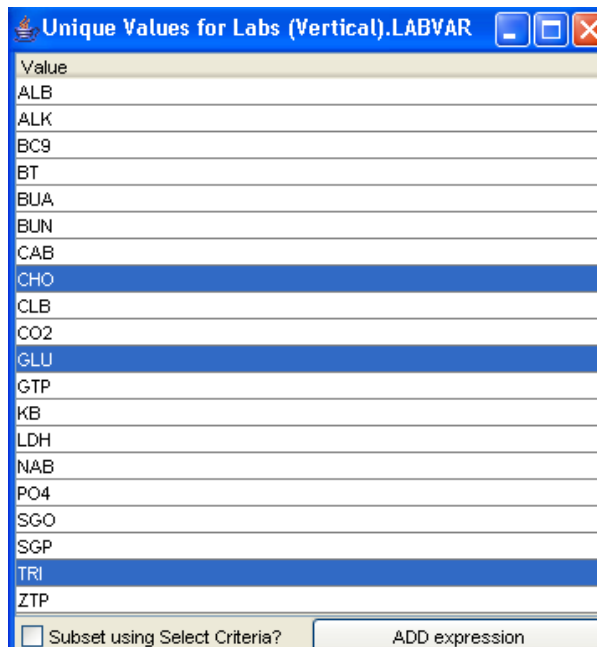 Unique Values for Labs (Vertical).LABVAR
Value
ALB
ALK
BC9
BT
BUA
BUN
CAB
CHO
CLB
CO2
GLU
GTP
KB
LDH
NAB
PO4
SGO
SGP
TRI
ZTP
Subset using Select Criteria? ADD expression